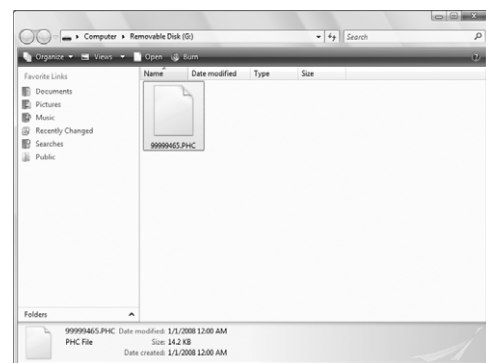 Computer Removable Disk (G:) Search
Organize Views Open Burn
Favorite Links
Documents
Pictures
Music
Recently Changed
Searches
Public
Folders
Name Date modified Type Size
99999465.PHC
99999465.PHC Date modified: 1/1/2008 12:00 AM
PHC File Size: 14.2 KB
Date created: 1/1/2008 12:00 AM